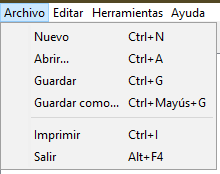 Archivo Editar Herramientas Ayuda
Nuevo Ctrl+N
Abrir... Ctrl+A
Guardar Ctrl+G
Guardar como... Ctrl+Mayús+G
Imprimir Ctrl+I
Salir Alt+F4